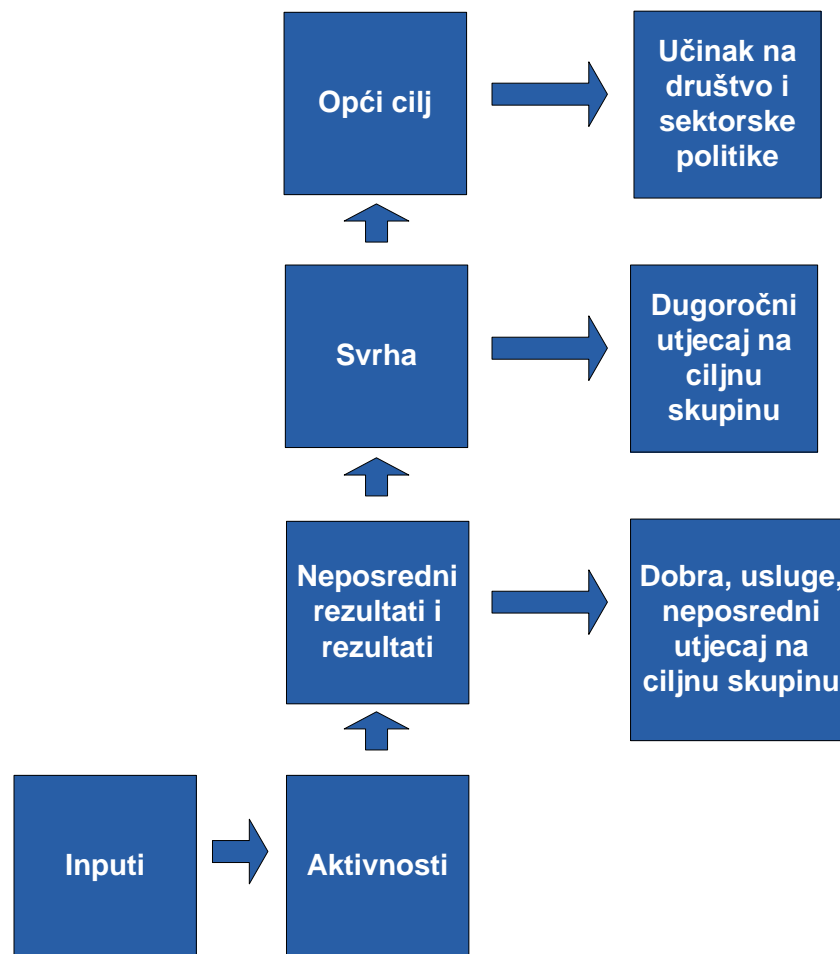 Opći cilj
Učinak na
društvo i
sektorske
politike
Svrha
Dugoročni
utjecaj na
ciljnu
skupinu
Neposredni
rezultati i
rezultati
Dobra, usluge,
neposredni
utjecaj na
ciljnu skupinu
Inputi
Aktivnosti